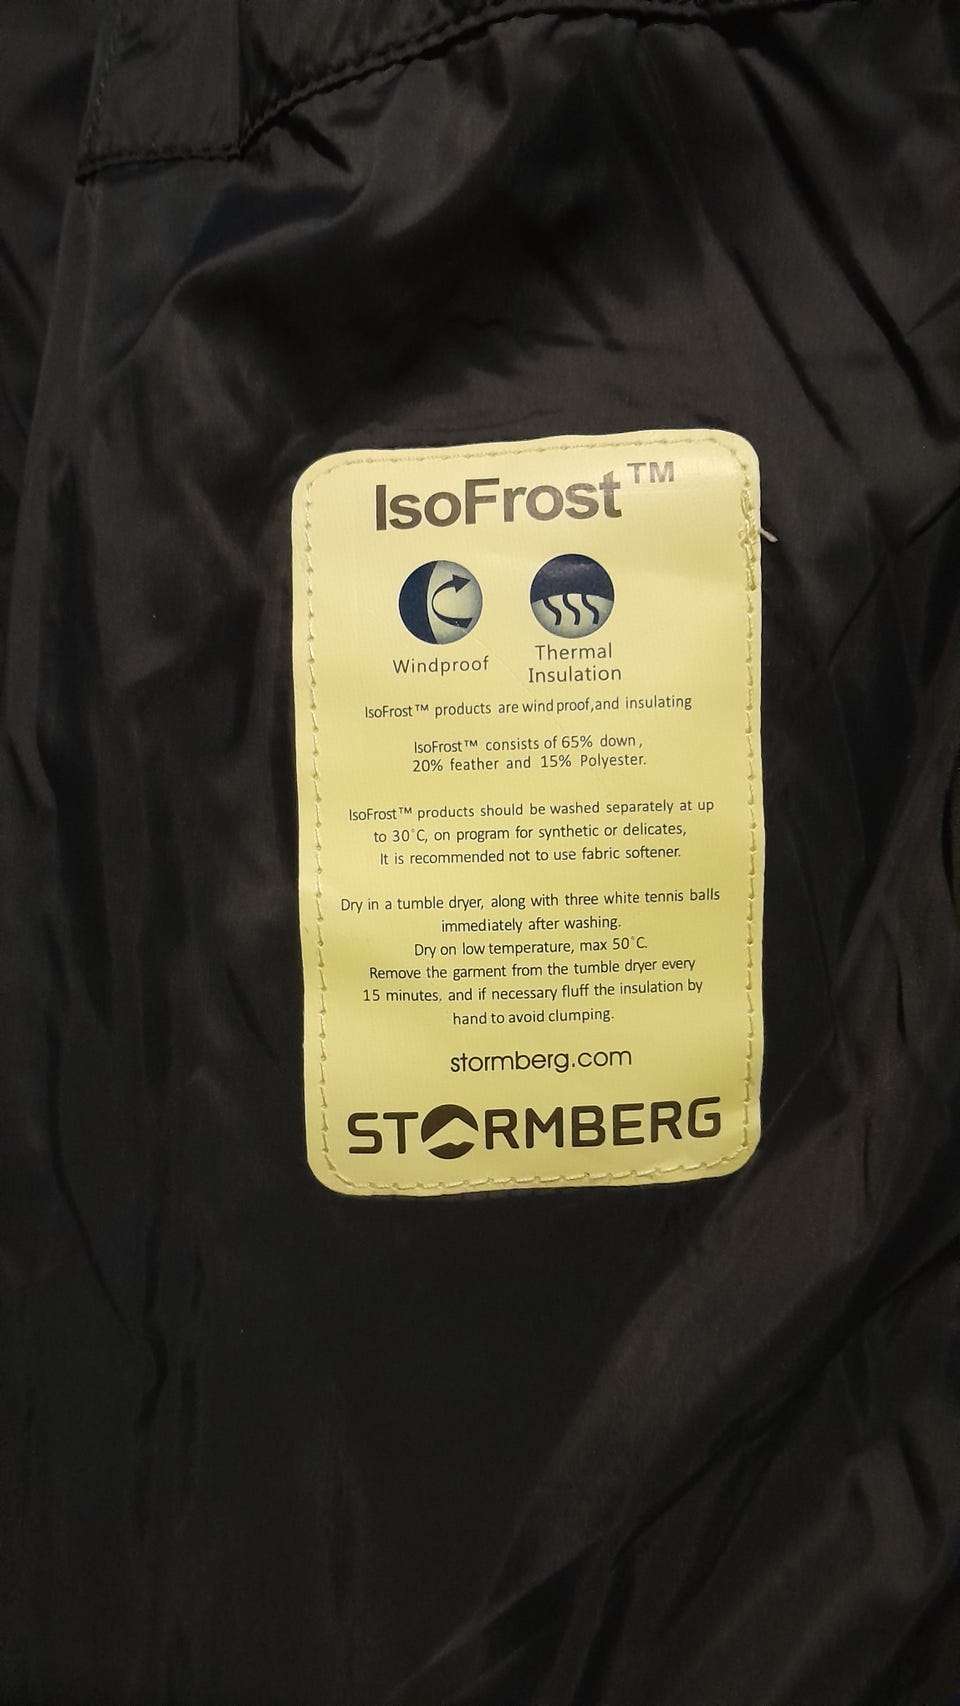 IsoFrost™
Windproof
Thermal
Insulation
IsoFrost™ products are wind proof,and insulating
IsoFrost™ consists of 65% down,
20% feather and 15% Polyester.
IsoFrost™ products should be washed separately at up
to 30°C, on program for synthetic or delicates,
It is recommended not to use fabric softener.
Dry in a tumble dryer, along with three white tennis balls
immediately after washing.
Dry on low temperature, max 50°C.
Remove the garment from the tumble dryer every
15 minutes, and if necessary fluff the insulation by
hand to avoid clumping.
stormberg.com
STORMBERG